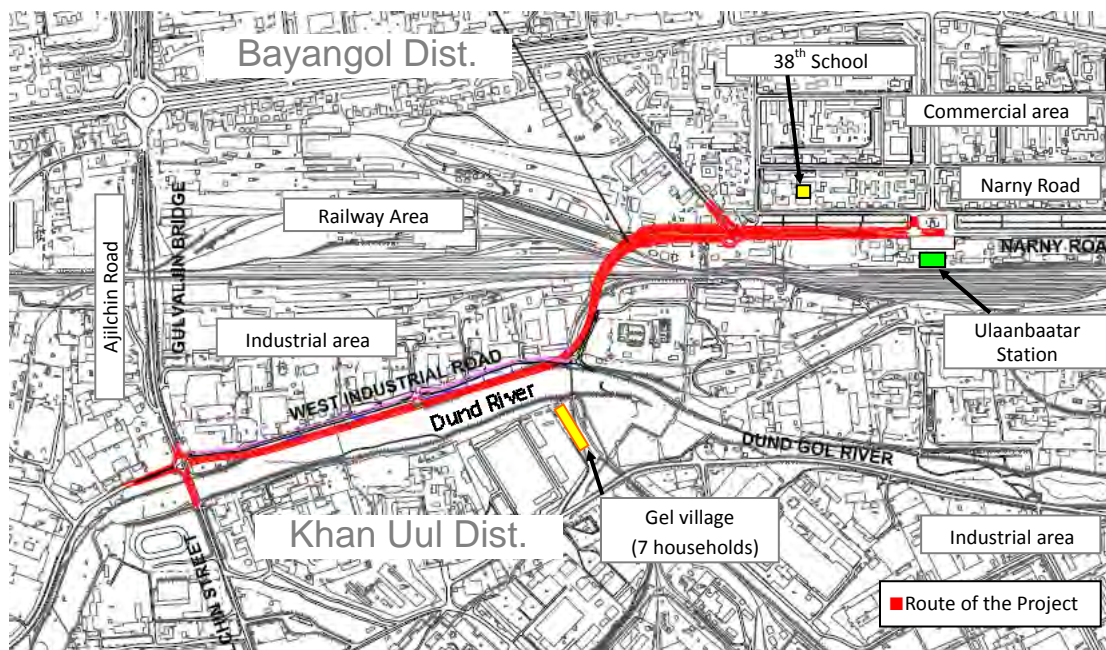 Bayangol Dist.
38th School
Commercial area
Narny Road
Railway Area
NARNY ROA
GULVALJIN BRIDGE
Ajilchin Road
Ulaanbaatar
Station
Industrial area
WEST INDUSTRIAL ROAD
Dund River
DUND GOL RIVER
Khan Uul Dist.
Gel village
(7 households)
Industrial area
CHIN STREET
Route of the Project